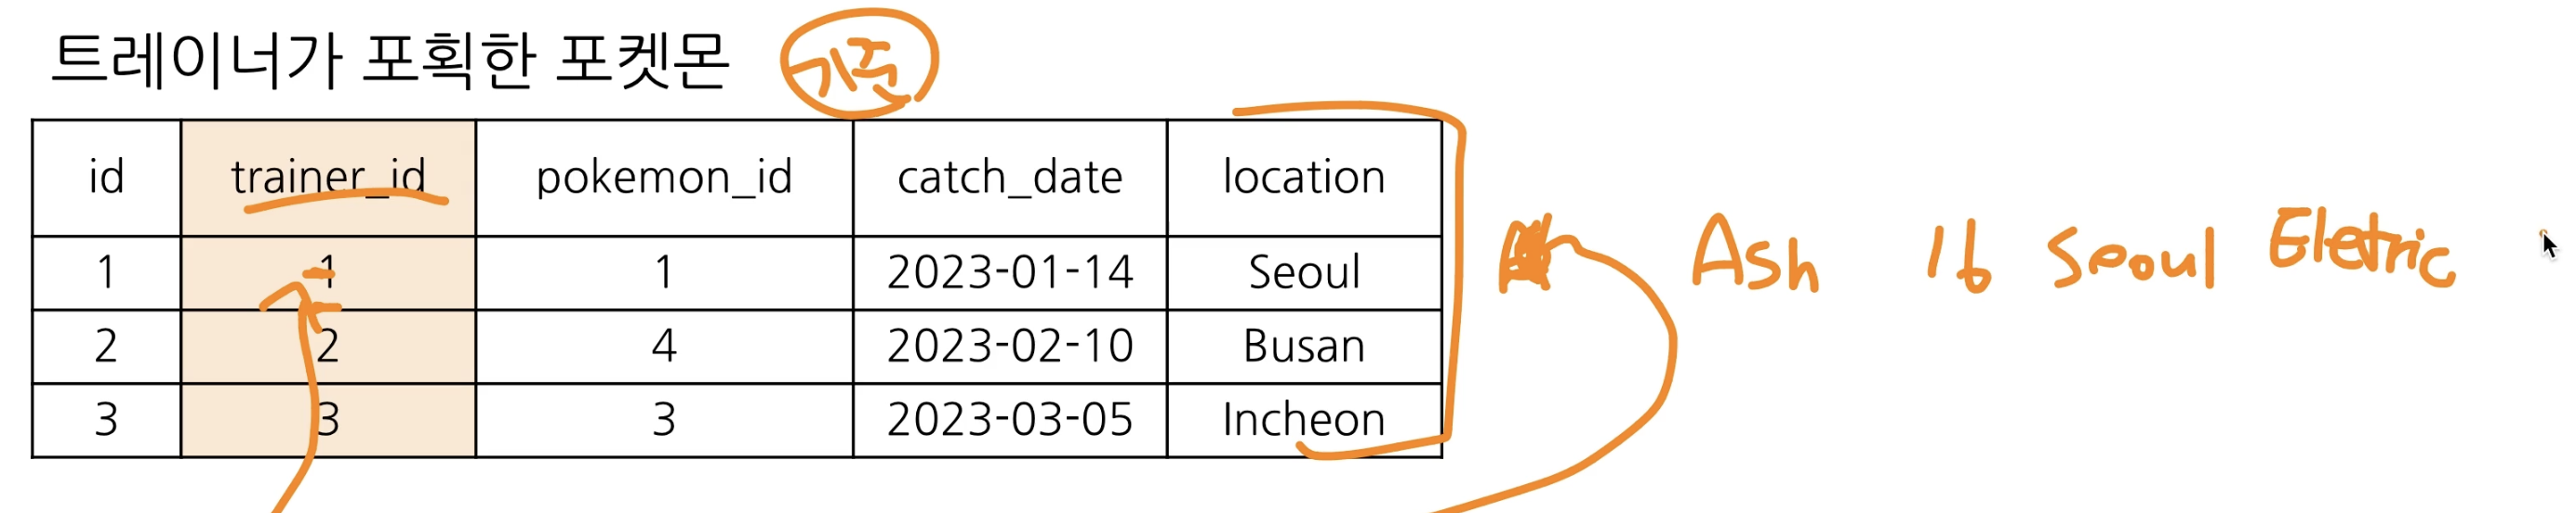 트레이너가 포획한 포켓몬 기준
id trainer_id pokemon_id catch_date location
1 1 1 2023-01-14 Seoul Ash 16 Seoul Eletric
2 2 4 2023-02-10 Busan
3 3 3 2023-03-05 Incheon